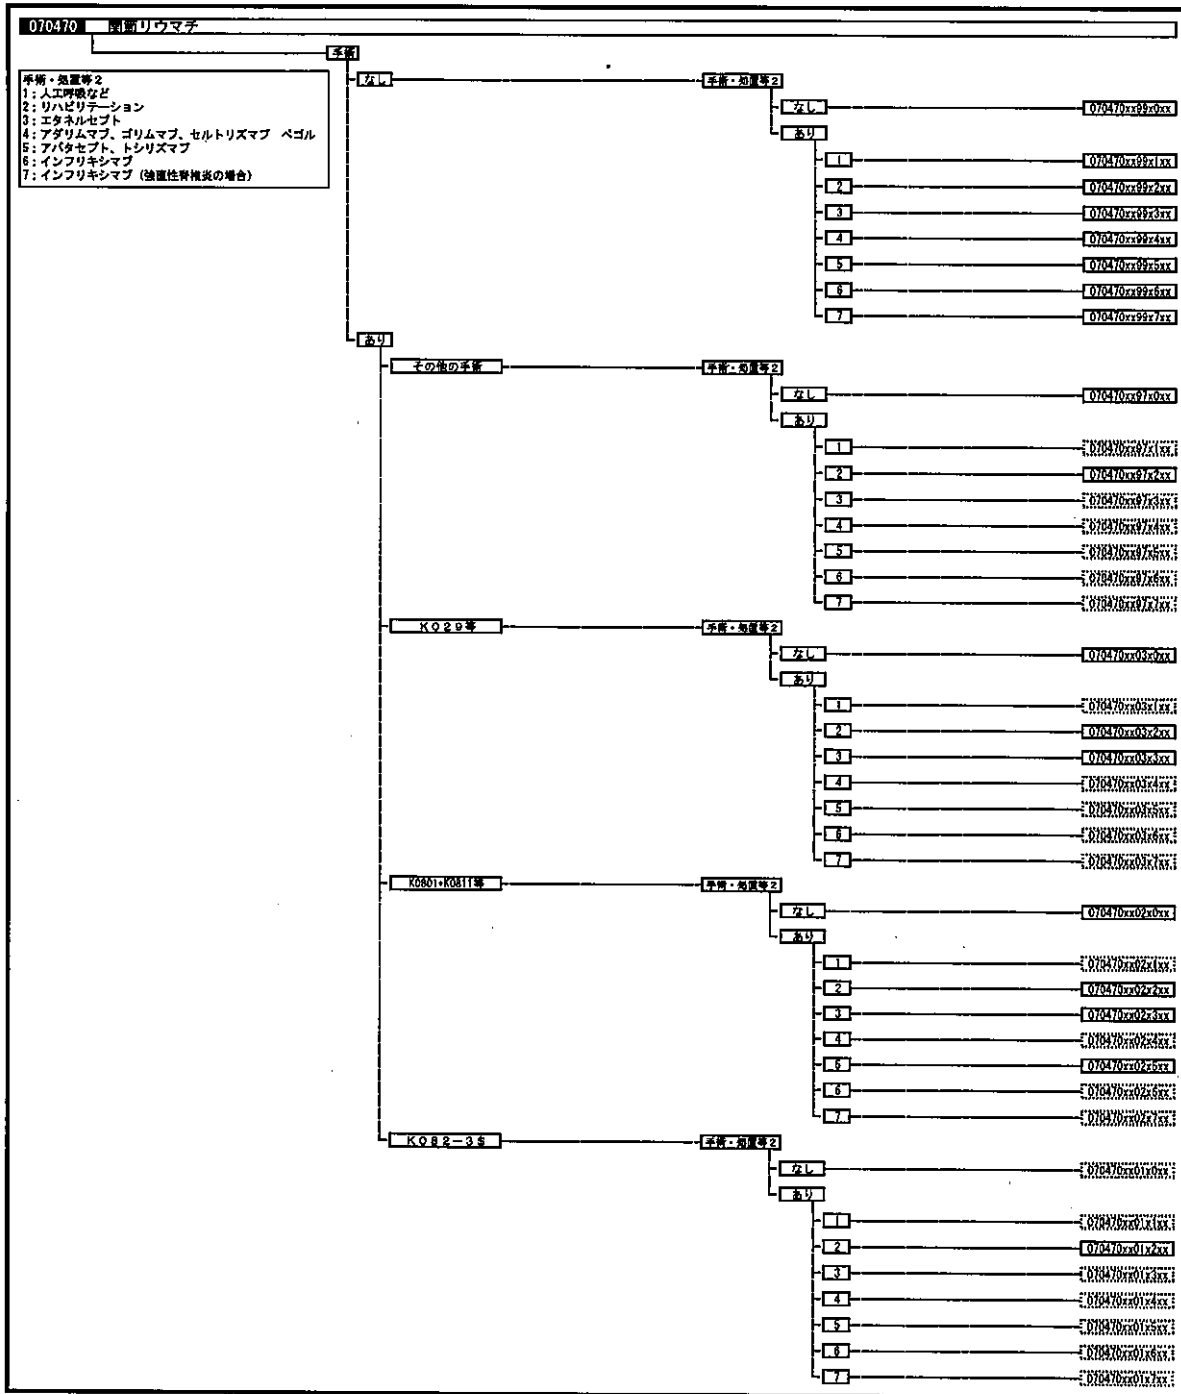 070470 関節リウマチ
手術
手術・処置等2
1:人工呼吸など
2:リハビリテーション
3:エタネルセプト
4:アダリムマブ、ゴリムマブ、セルトリズマブ ペゴル
5:アバタセプト、トシリズマブ
6:インフリキシマブ
7:インフリキシマブ(強直性脊椎炎の場合)
なし 手術・処置等2
なし 070470xx99x0xx
あり
1 070470xx99x1xx
2 070470xx99x2xx
3 070470xx99x3xx
4 070470xx99x4xx
5 070470xx99x5xx
6 070470xx99x6xx
7 070470xx99x7xx
あり
その他の手術 手術・処置等2
なし 070470xx97x0xx
あり
1 070470xx97x1xx
2 070470xx97x2xx
3 070470xx97x3xx
4 070470xx97x4xx
5 070470xx97x5xx
6 070470xx97x6xx
7 070470xx97x7xx
K029等 手術・処置等2
なし 070470xx03x0xx
あり
1 070470xx03x1xx
2 070470xx03x2xx
3 070470xx03x3xx
4 070470xx03x4xx
5 070470xx03x5xx
6 070470xx03x6xx
7 070470xx03x7xx
K0801+K0811等 手術・処置等2
なし 070470xx02x0xx
あり
1 070470xx02x1xx
2 070470xx02x2xx
3 070470xx02x3xx
4 070470xx02x4xx
5 070470xx02x5xx
6 070470xx02x6xx
7 070470xx02x7xx
K082-3$ 手術・処置等2
なし 070470xx01x0xx
あり
1 070470xx01x1xx
2 070470xx01x2xx
3 070470xx01x3xx
4 070470xx01x4xx
5 070470xx01x5xx
6 070470xx01x6xx
7 070470xx01x7xx